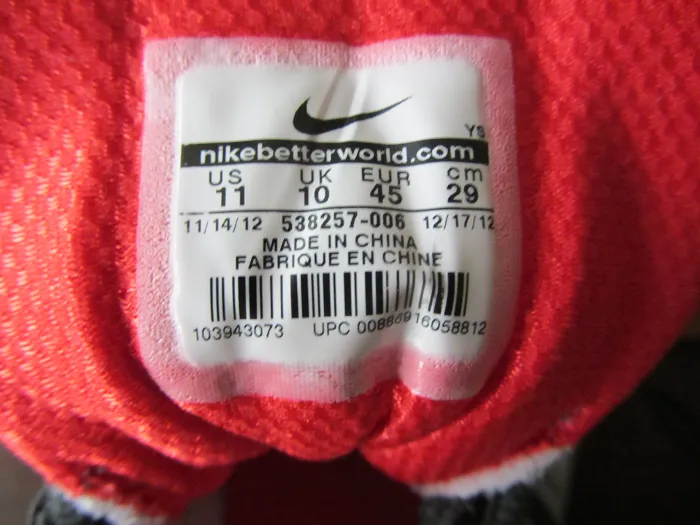 YS
nikebetterworld.com
US UK EUR cm
11 10 45 29
11/14/12 538257-006 12/17/12
MADE IN CHINA
FABRIQUE EN CHINE
103943073 UPC 00886916058812